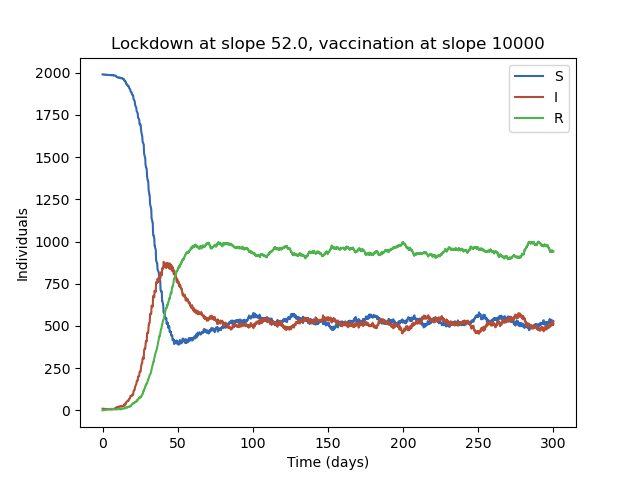 Lockdown at slope 52.0, vaccination at slope 10000
S
I
R
2000
1750
1500
1250
1000
750
500
250
0
Individuals
0 50 100 150 200 250 300
Time (days)